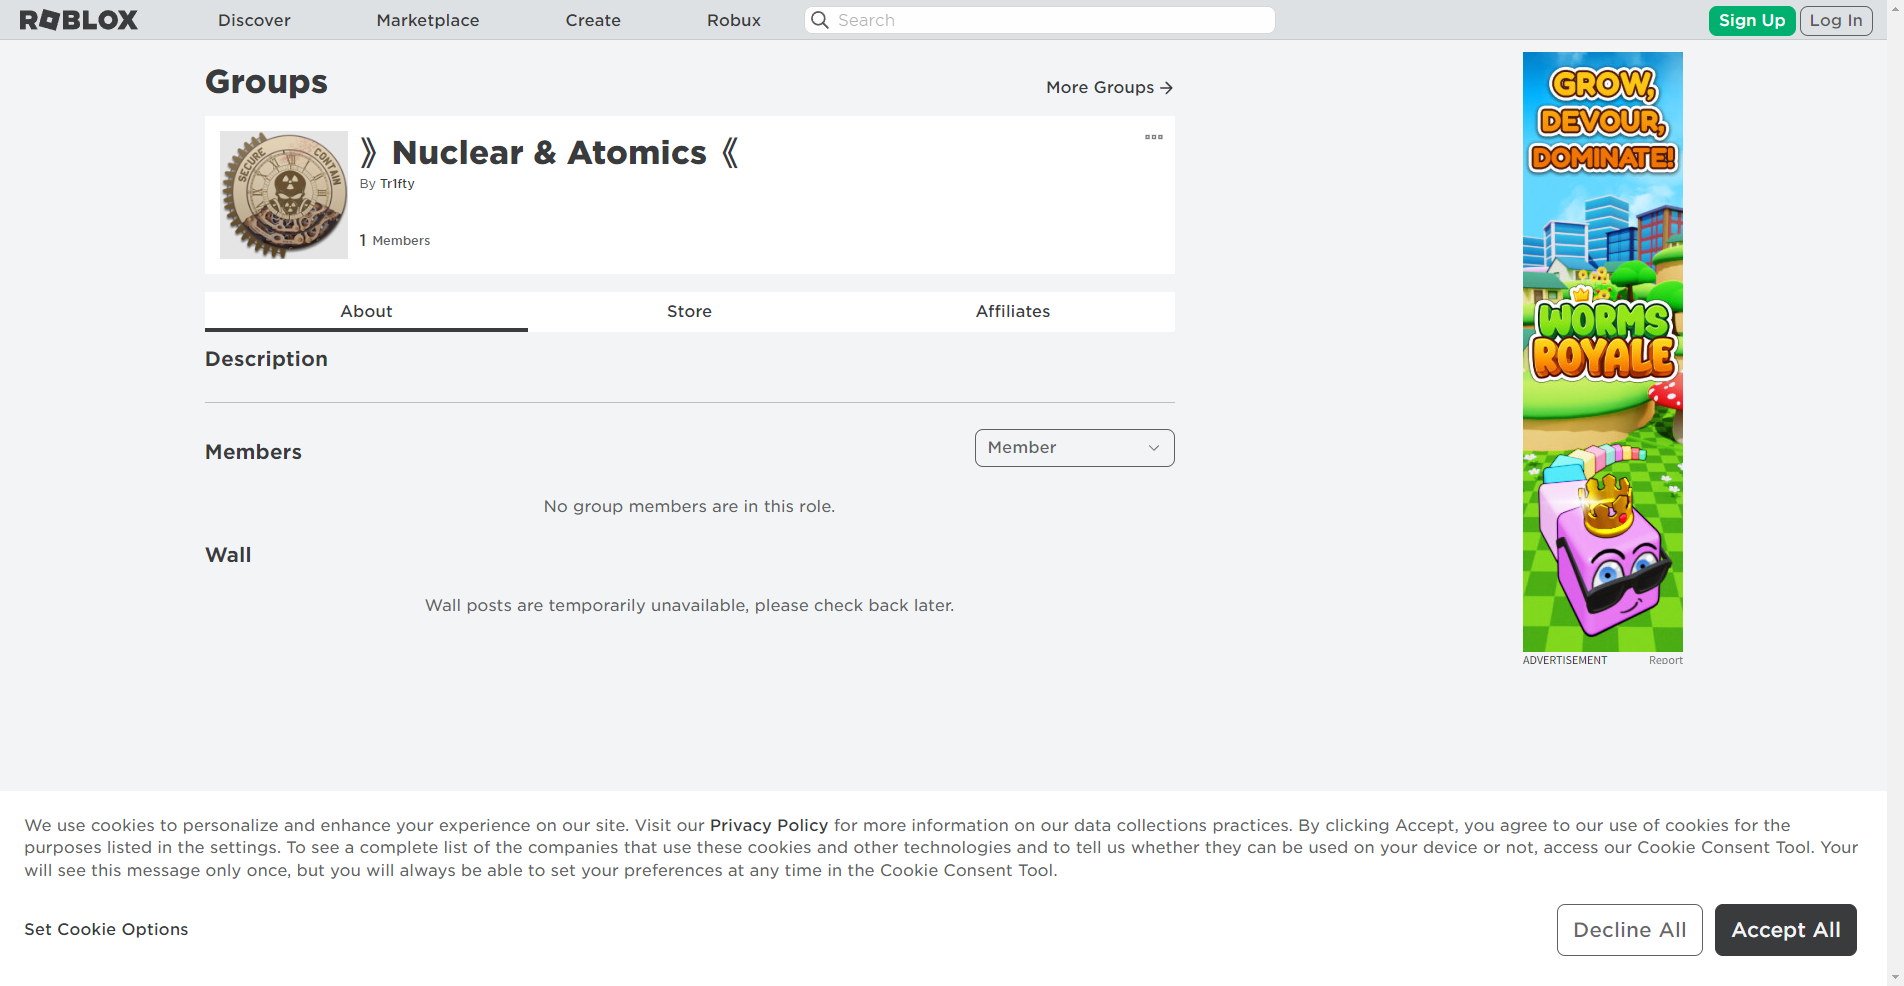 ROBLOX
Discover
Marketplace
Create
Robux
Search
Sign Up
Log In
Groups
More Groups →
SECURE
CONTAIN
》 Nuclear & Atomics 《
By Tr1fty
1 Members
About
Store
Affiliates
Description
Members
Member
No group members are in this role.
Wall
Wall posts are temporarily unavailable, please check back later.
GROW,
DEVOUR,
DOMINATE!
WORMS
ROYALE
ADVERTISEMENT
Report
We use cookies to personalize and enhance your experience on our site. Visit our Privacy Policy for more information on our data collections practices. By clicking Accept, you agree to our use of cookies for the
purposes listed in the settings. To see a complete list of the companies that use these cookies and other technologies and to tell us whether they can be used on your device or not, access our Cookie Consent Tool. Your
will see this message only once, but you will always be able to set your preferences at any time in the Cookie Consent Tool.
Set Cookie Options
Decline All
Accept All